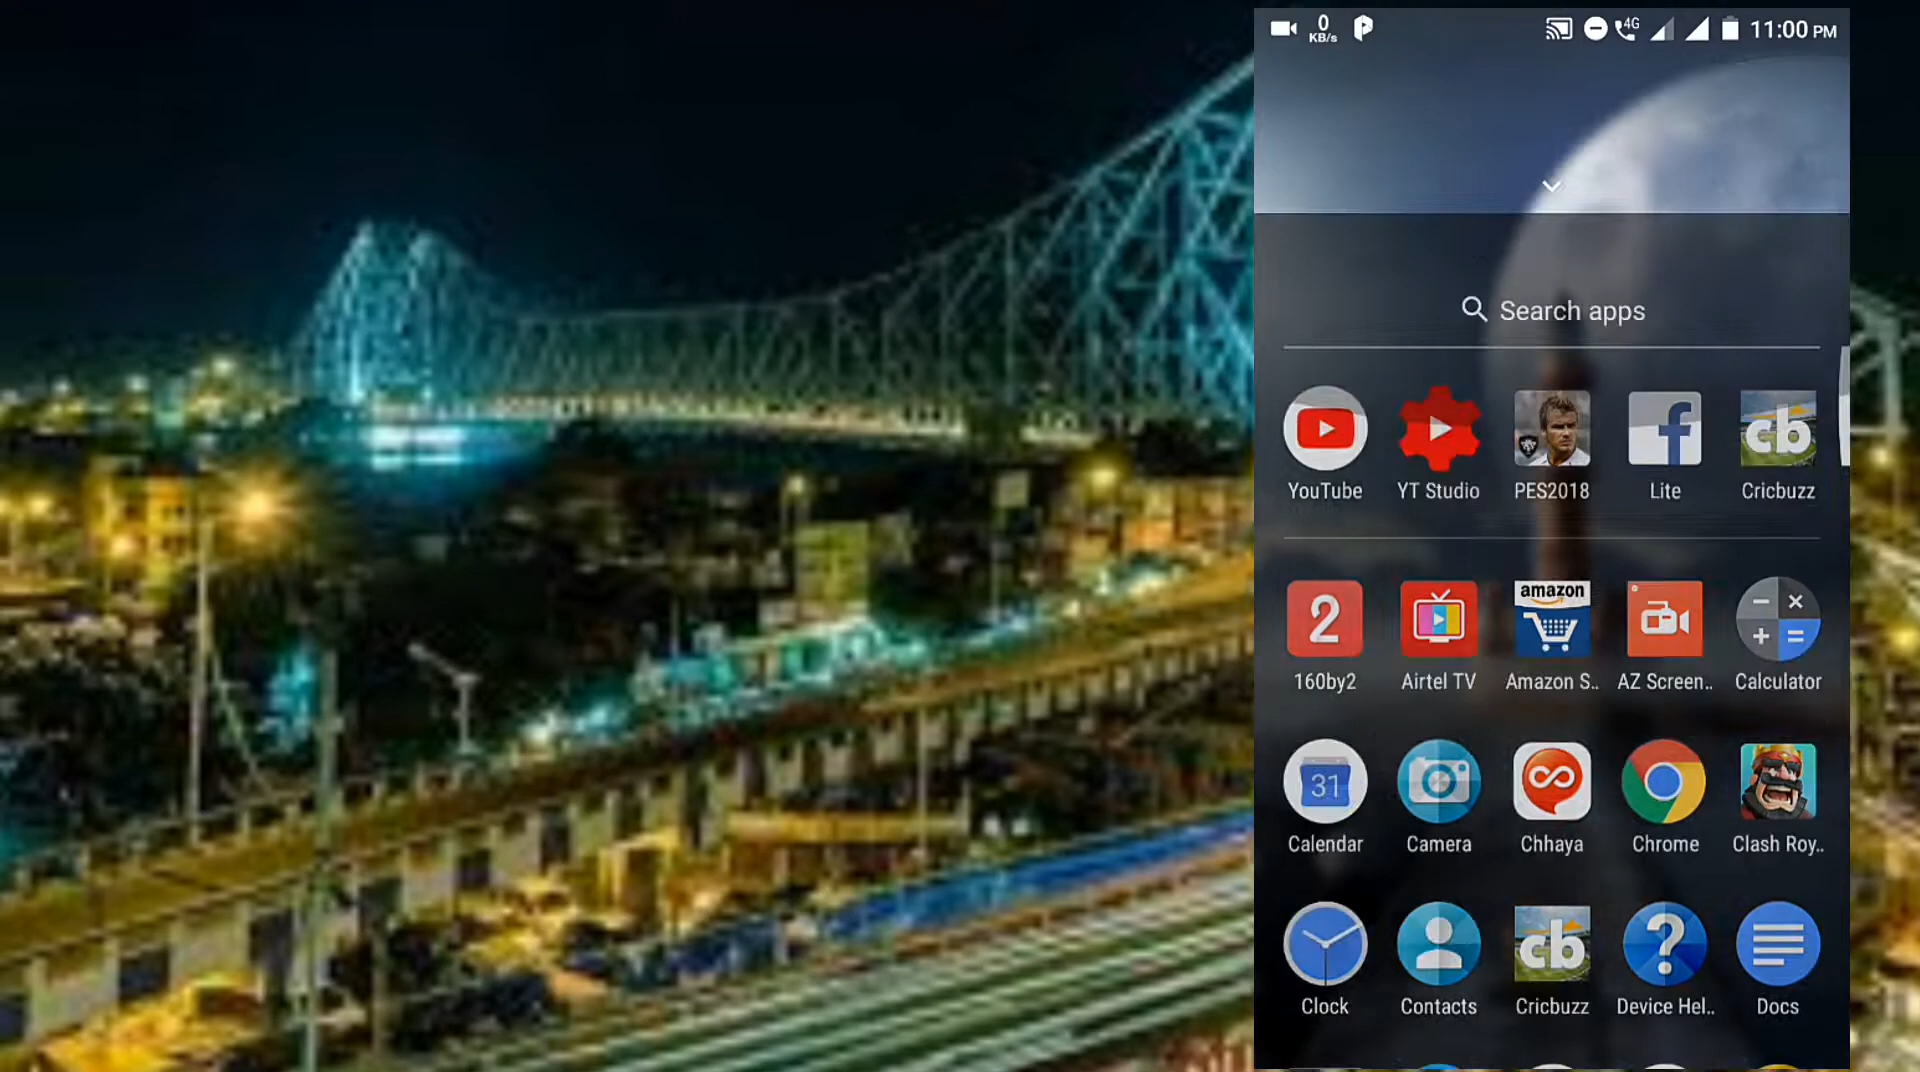 0
KB/s
4G
11:00 PM
Search apps
cb
YouTube
YT Studio
PES2018
Lite
Cricbuzz
2
amazon
160by2
Airtel TV
Amazon S..
AZ Screen..
Calculator
31
Calendar
Camera
Chhaya
Chrome
Clash Roy..
cb
?
Clock
Contacts
Cricbuzz
Device Hel..
Docs